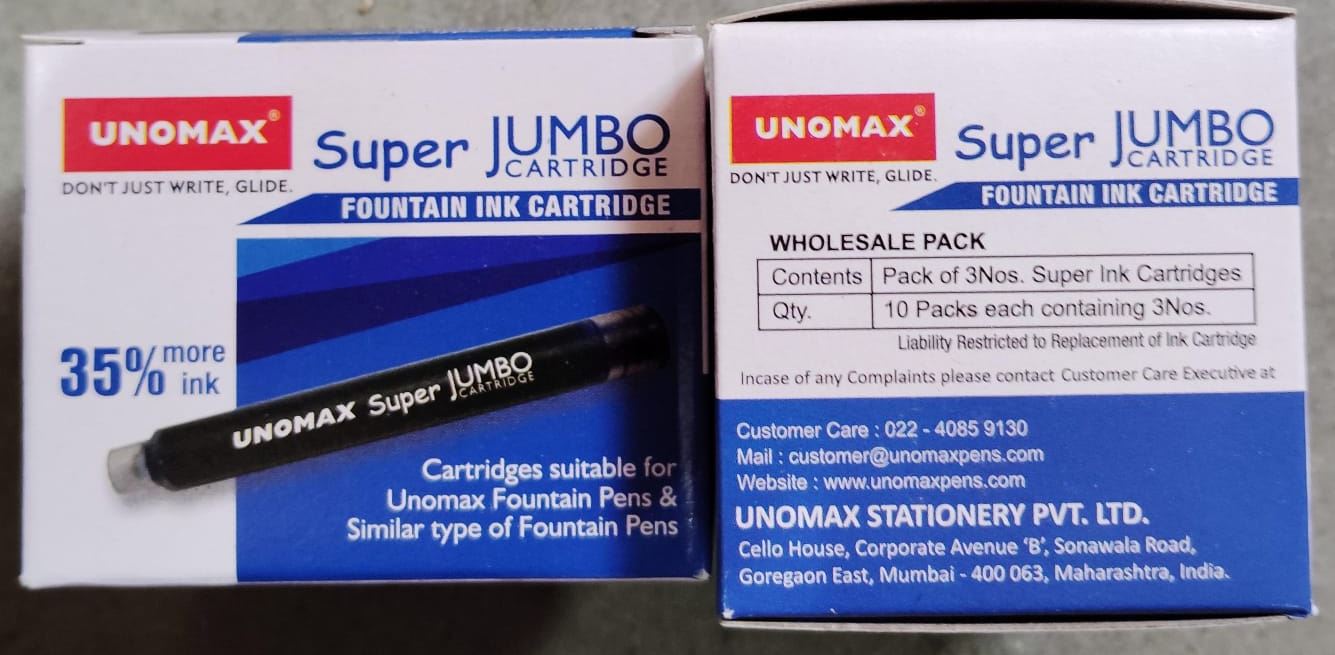 UNOMAX®
DON'T JUST WRITE, GLIDE.
Super JUMBO
CARTRIDGE
FOUNTAIN INK CARTRIDGE
35% more
ink
UNOMAX Super JUMBO
CARTRIDGE
Cartridges suitable for
Unomax Fountain Pens &
Similar type of Fountain Pens
UNOMAX®
DON'T JUST WRITE, GLIDE.
Super JUMBO
CARTRIDGE
FOUNTAIN INK CARTRIDGE
WHOLESALE PACK
Contents Pack of 3Nos. Super Ink Cartridges
Qty. 10 Packs each containing 3Nos.
Liability Restricted to Replacement of Ink Cartridge
Incase of any Complaints please contact Customer Care Executive at
Customer Care : 022 - 4085 9130
Mail : customer@unomaxpens.com
Website : www.unomaxpens.com
UNOMAX STATIONERY PVT. LTD.
Cello House, Corporate Avenue ‘B’, Sonawala Road,
Goregaon East, Mumbai - 400 063, Maharashtra, India.